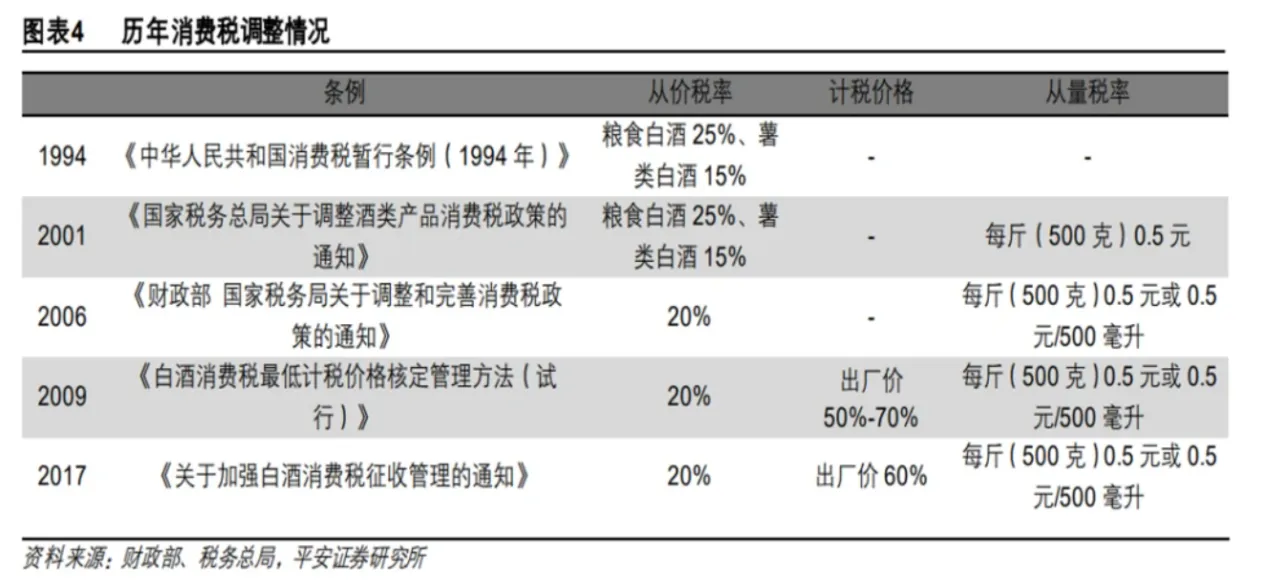 图表4 历年消费税调整情况
条例 从价税率 计税价格 从量税率
1994 《中华人民共和国消费税暂行条例（1994 年）》 粮食白酒 25%、薯类白酒 15% - -
2001 《国家税务总局关于调整酒类产品消费税政策的通知》 粮食白酒 25%、薯类白酒 15% - 每斤（500 克）0.5 元
2006 《财政部 国家税务局关于调整和完善消费税政策的通知》 20% - 每斤（500 克）0.5 元或 0.5 元/500 毫升
2009 《白酒消费税最低计税价格核定管理方法（试行）》 20% 出厂价 50%-70% 每斤（500 克）0.5 元或 0.5 元/500 毫升
2017 《关于加强白酒消费税征收管理的通知》 20% 出厂价 60% 每斤（500 克）0.5 元或 0.5 元/500 毫升
资料来源：财政部、税务总局，平安证券研究所